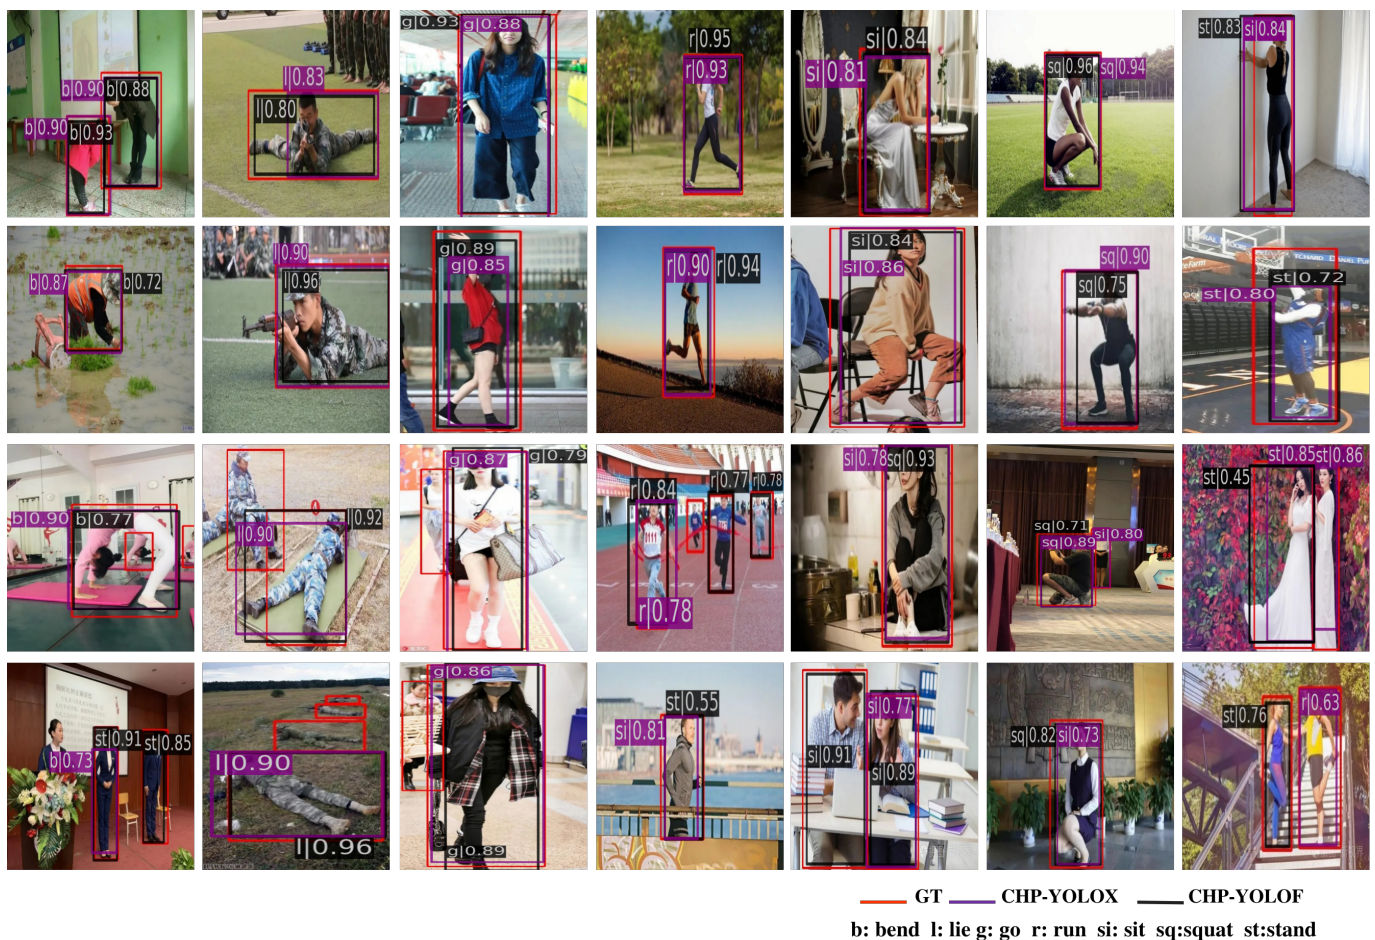 b|0.90 b|0.88
b|0.90 b|0.93
l|0.83
l|0.80
g|0.93 g|0.88
r|0.95
r|0.93
si|0.84
si|0.81
sq|0.96 sq|0.94
st|0.83 si|0.84
b|0.87 b|0.72
l|0.90
l|0.96
g|0.89
g|0.85
r|0.90 r|0.94
si|0.84
si|0.86
sq|0.90
sq|0.75
st|0.72
st|0.80
b|0.90 b|0.77
l|0.92
l|0.90
g|0.87 g|0.79
r|0.84 r|0.77 r|0.78
r|0.78
si|0.78 sq|0.93
sq|0.71
sq|0.89 si|0.80
st|0.85 st|0.86
st|0.45
b|0.73 st|0.91 st|0.85
l|0.90
l|0.96
g|0.86
g|0.89
st|0.55
si|0.81
si|0.77
si|0.91
si|0.89
sq|0.82 si|0.73
st|0.76 r|0.63
GT CHP-YOLOX CHP-YOLOF
b: bend l: lie g: go r: run si: sit sq:squat st:stand